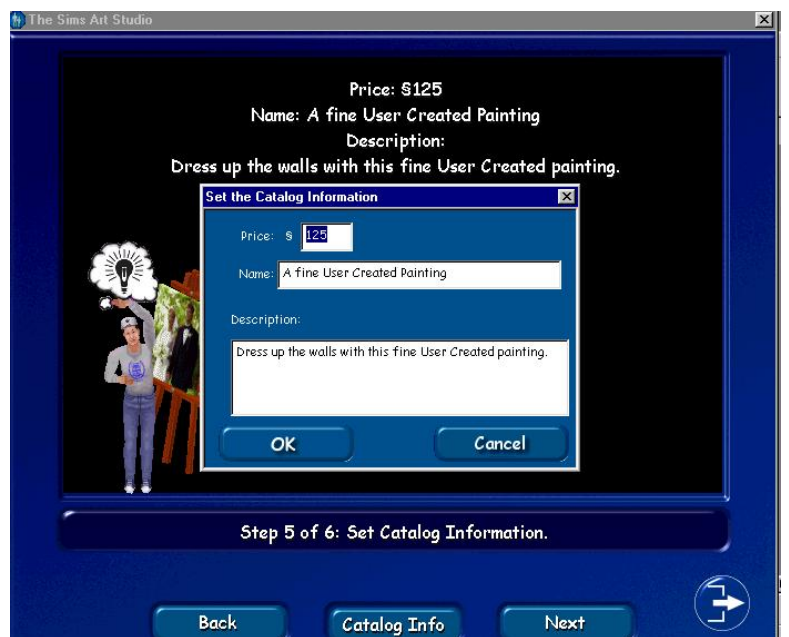 The Sims Art Studio
Price: §125
Name: A fine User Created Painting
Description:
Dress up the walls with this fine User Created painting.
Set the Catalog Information
Price: § 125
Name: A fine User Created Painting
Description:
Dress up the walls with this fine User Created painting.
OK Cancel
Step 5 of 6: Set Catalog Information.
Back Catalog Info Next